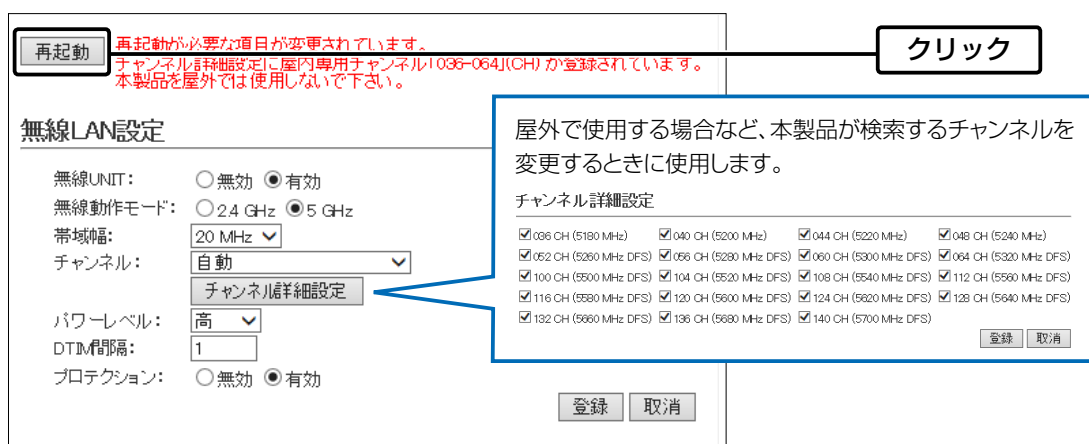 再起動
再起動が必要な項目が変更されています。
チャンネル詳細設定に屋内専用チャンネル「036-064」(CH) が登録されています。
本製品を屋外では使用しないで下さい。
クリック
無線LAN設定
無線UNIT： 無効 有効
無線動作モード： 2.4 GHz 5 GHz
帯域幅： 20 MHz
チャンネル： 自動
チャンネル詳細設定
パワーレベル： 高
DTIM間隔： 1
プロテクション： 無効 有効
登録 取消
屋外で使用する場合など、本製品が検索するチャンネルを
変更するときに使用します。
チャンネル詳細設定
036 CH (5180 MHz) 040 CH (5200 MHz) 044 CH (5220 MHz) 048 CH (5240 MHz)
052 CH (5260 MHz DFS) 056 CH (5280 MHz DFS) 060 CH (5300 MHz DFS) 064 CH (5320 MHz DFS)
100 CH (5500 MHz DFS) 104 CH (5520 MHz DFS) 108 CH (5540 MHz DFS) 112 CH (5560 MHz DFS)
116 CH (5580 MHz DFS) 120 CH (5600 MHz DFS) 124 CH (5620 MHz DFS) 128 CH (5640 MHz DFS)
132 CH (5660 MHz DFS) 136 CH (5680 MHz DFS) 140 CH (5700 MHz DFS)
登録 取消